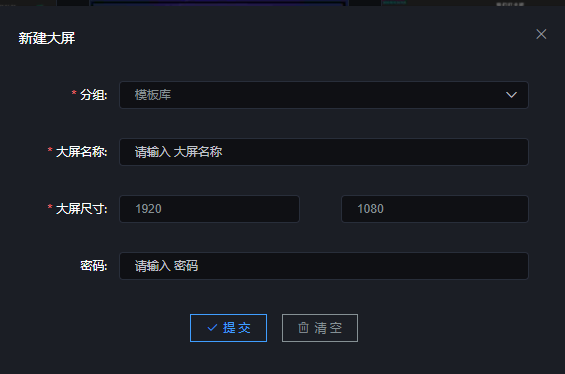 新建大屏
* 分组: 模板库
* 大屏名称: 请输入 大屏名称
* 大屏尺寸: 1920 1080
密码: 请输入 密码
提交 清空